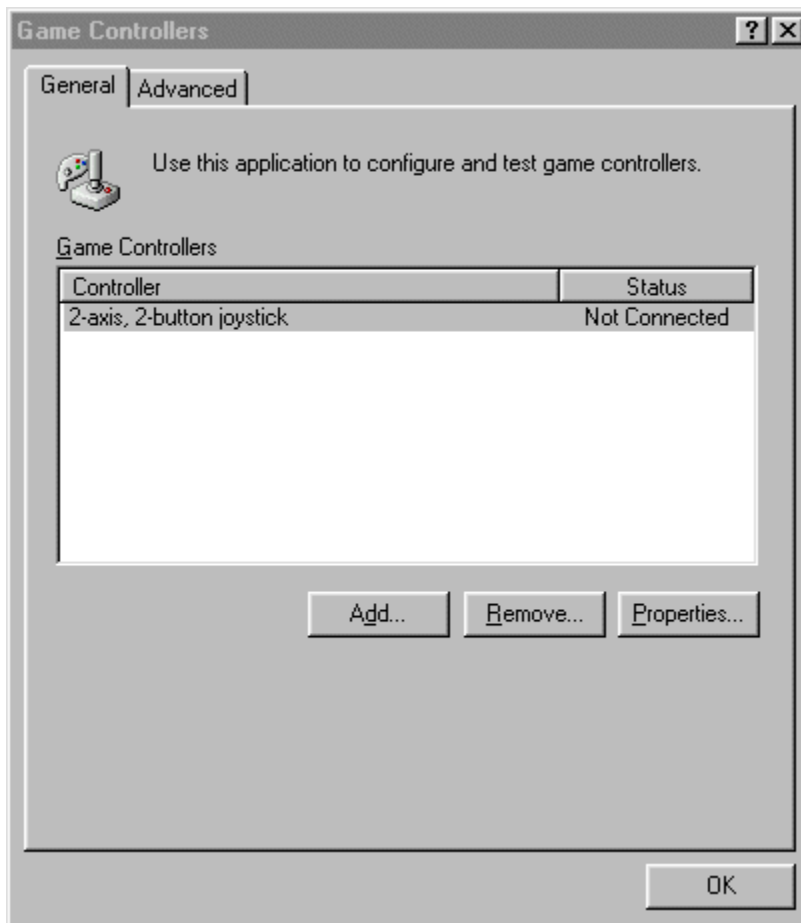 Game Controllers
General Advanced
Use this application to configure and test game controllers.
Game Controllers
Controller Status
2-axis, 2-button joystick Not Connected
Add... Remove... Properties...
OK